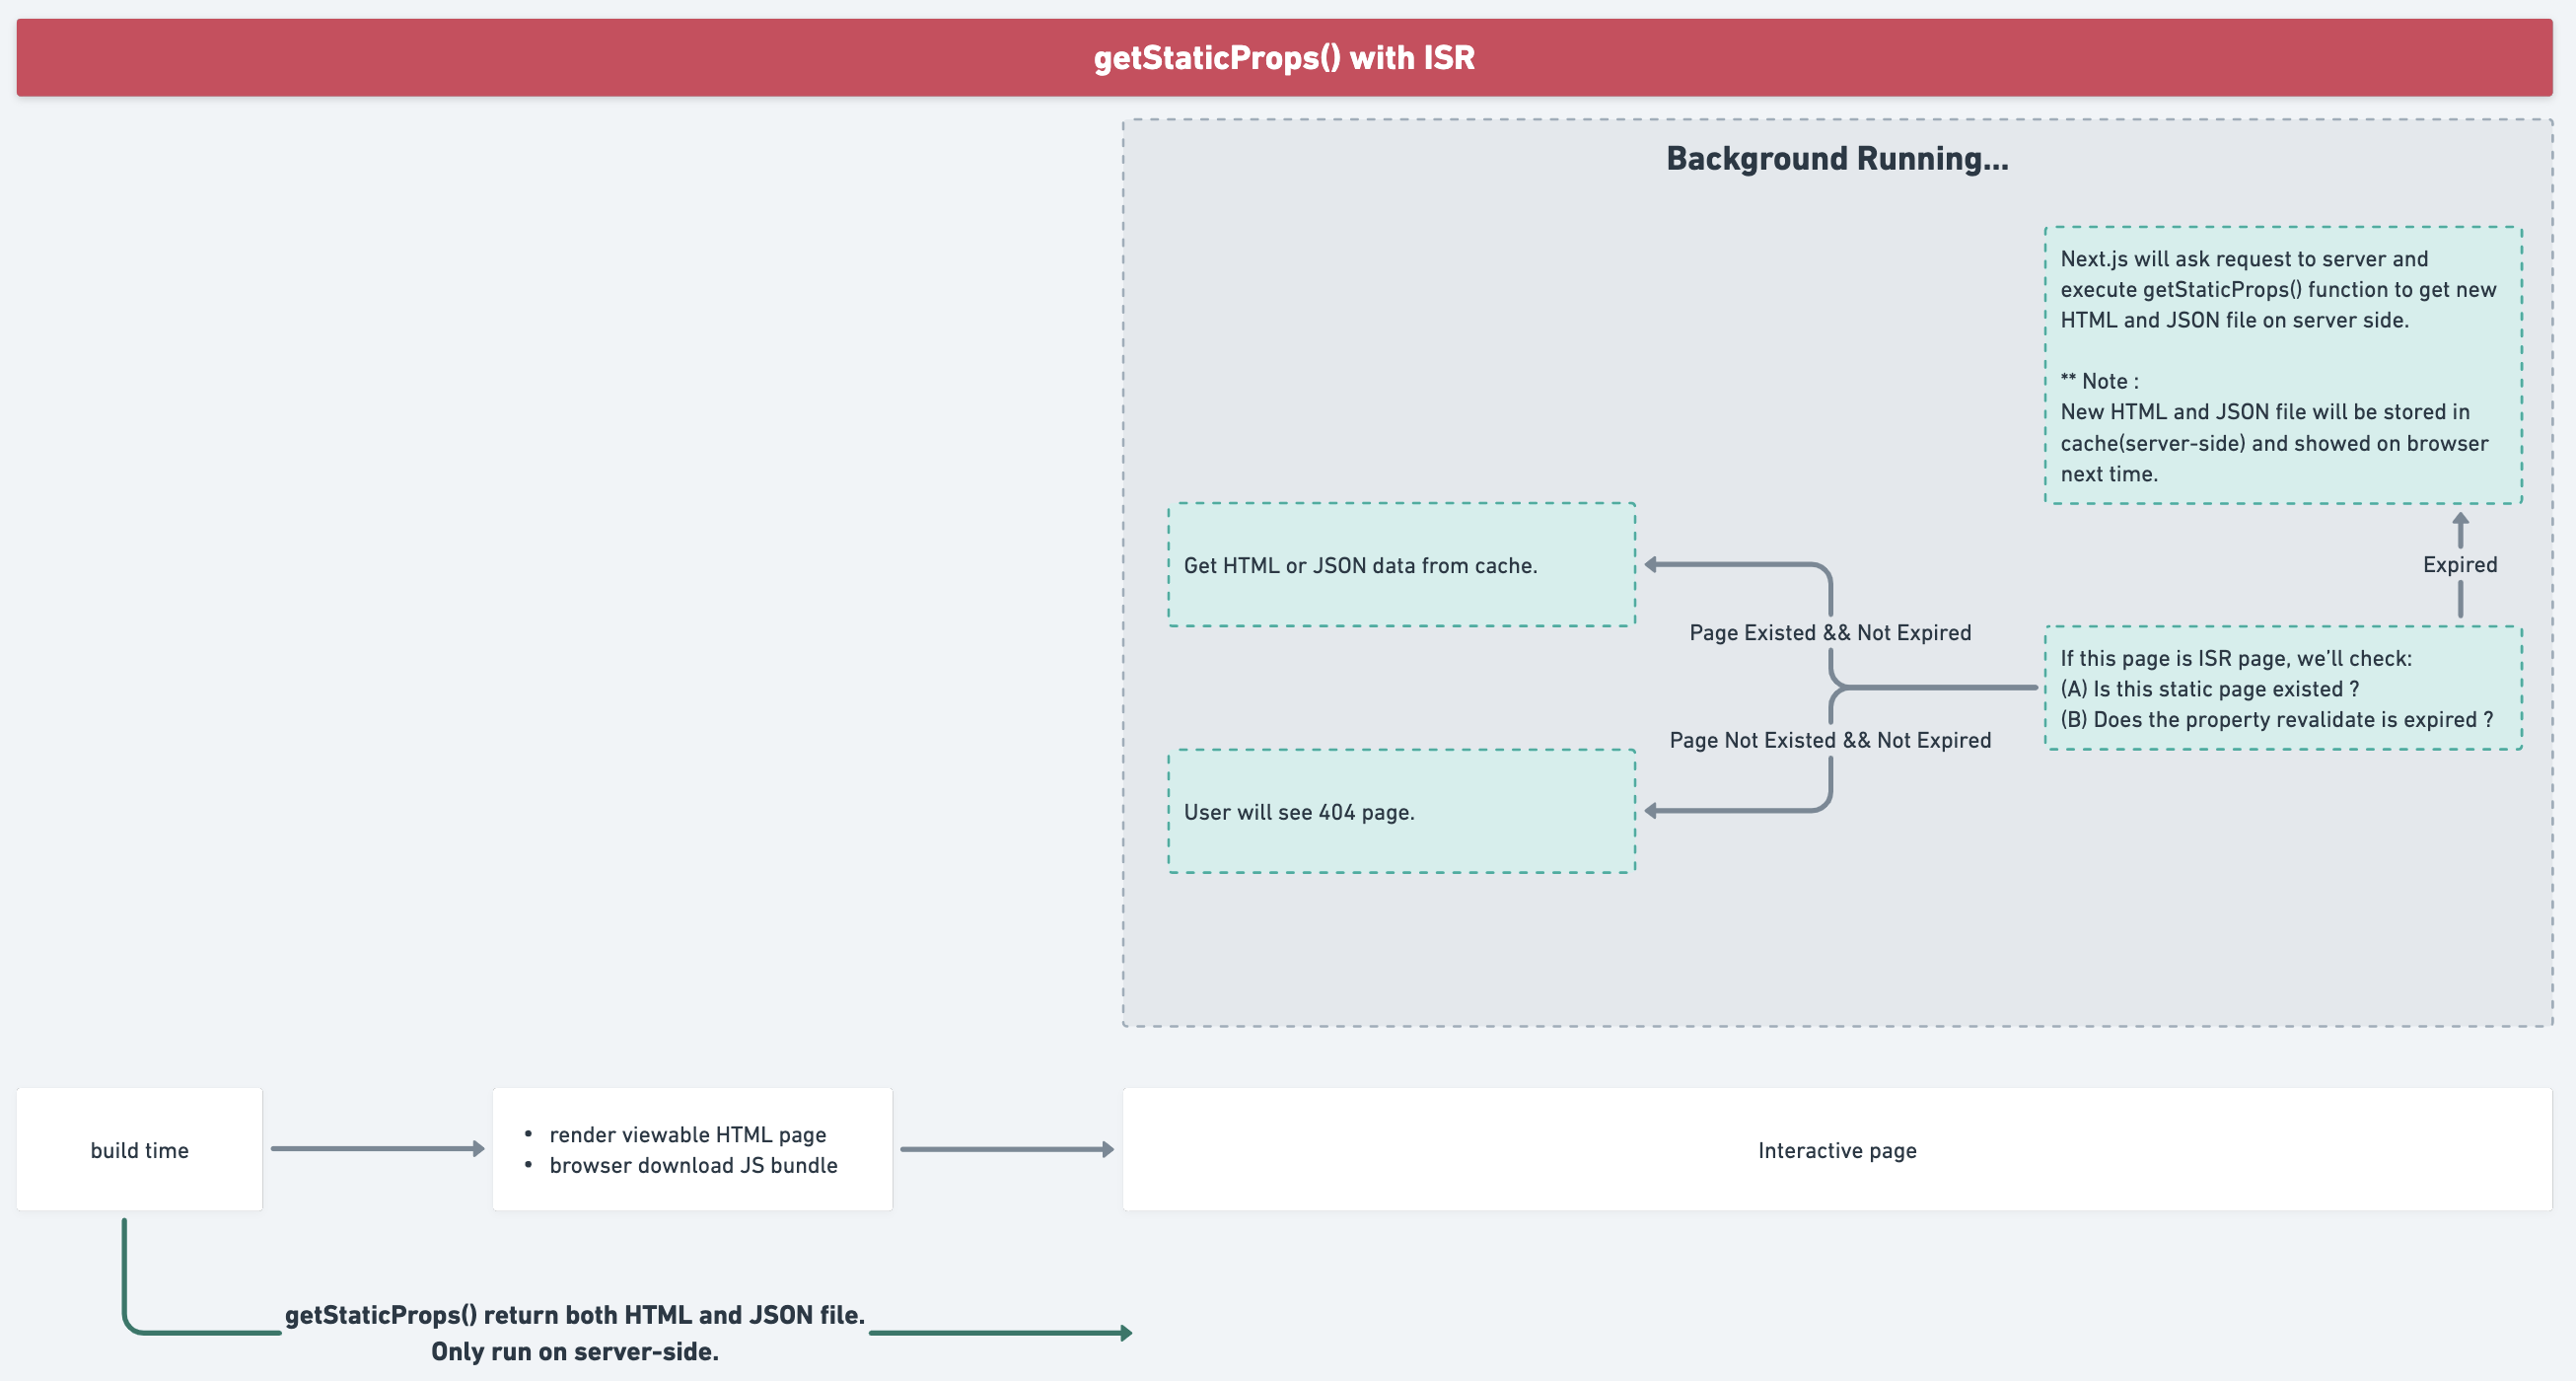 getStaticProps() with ISR
Background Running...
Next.js will ask request to server and
execute getStaticProps() function to get new
HTML and JSON file on server side.
** Note :
New HTML and JSON file will be stored in
cache(server-side) and showed on browser
next time.
Get HTML or JSON data from cache.
Expired
Page Existed && Not Expired
If this page is ISR page, we’ll check:
(A) Is this static page existed ?
(B) Does the property revalidate is expired ?
Page Not Existed && Not Expired
User will see 404 page.
build time
• render viewable HTML page
• browser download JS bundle
Interactive page
getStaticProps() return both HTML and JSON file.
Only run on server-side.